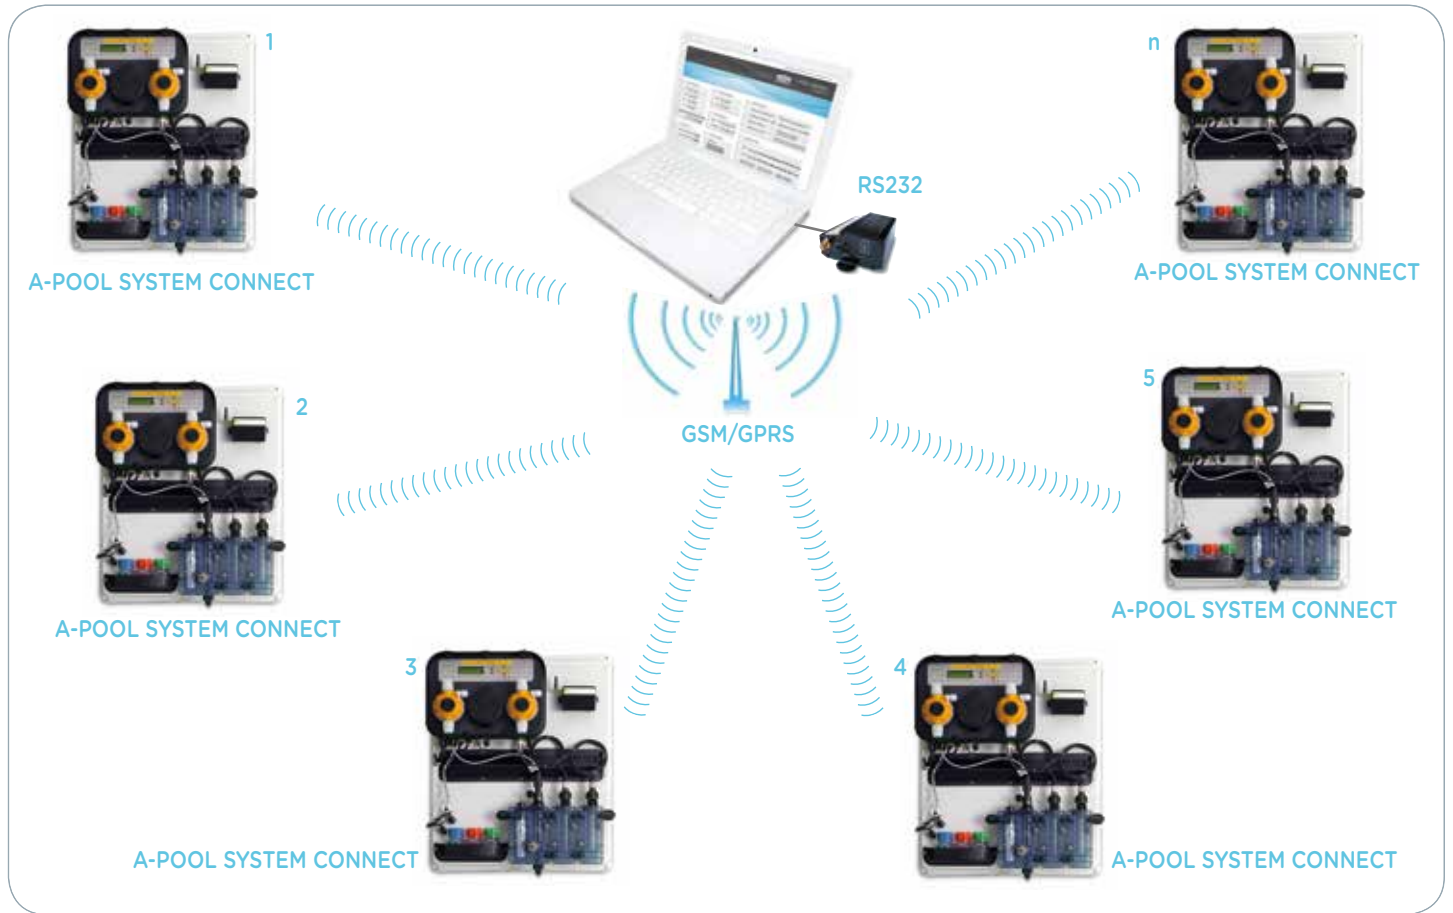 1
n
RS232
A-POOL SYSTEM CONNECT
A-POOL SYSTEM CONNECT
2
5
GSM/GPRS
A-POOL SYSTEM CONNECT
A-POOL SYSTEM CONNECT
3
4
A-POOL SYSTEM CONNECT
A-POOL SYSTEM CONNECT